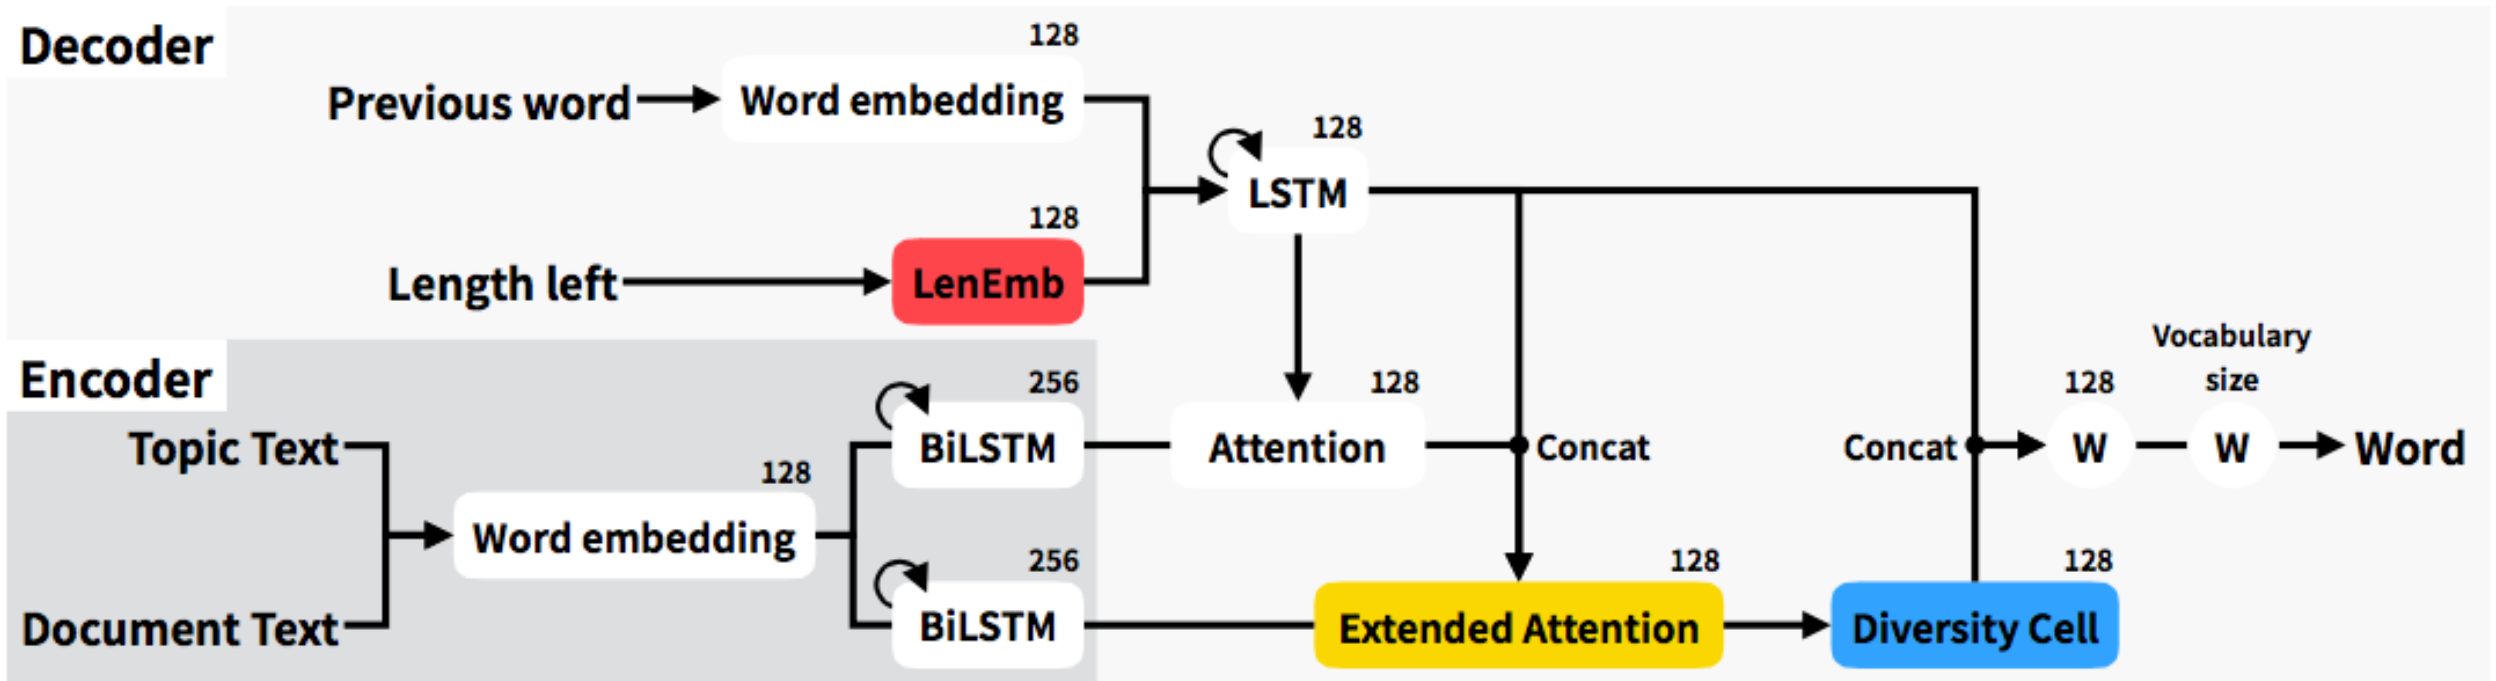 Decoder
128
Previous word
Word embedding
128
LSTM
128
Length left
LenEmb
Encoder
Vocabulary
size
256
128
128
Topic Text
BiLSTM
Attention
Concat
Concat
W
W
Word
128
Word embedding
256
128
128
Document Text
BiLSTM
Extended Attention
Diversity Cell